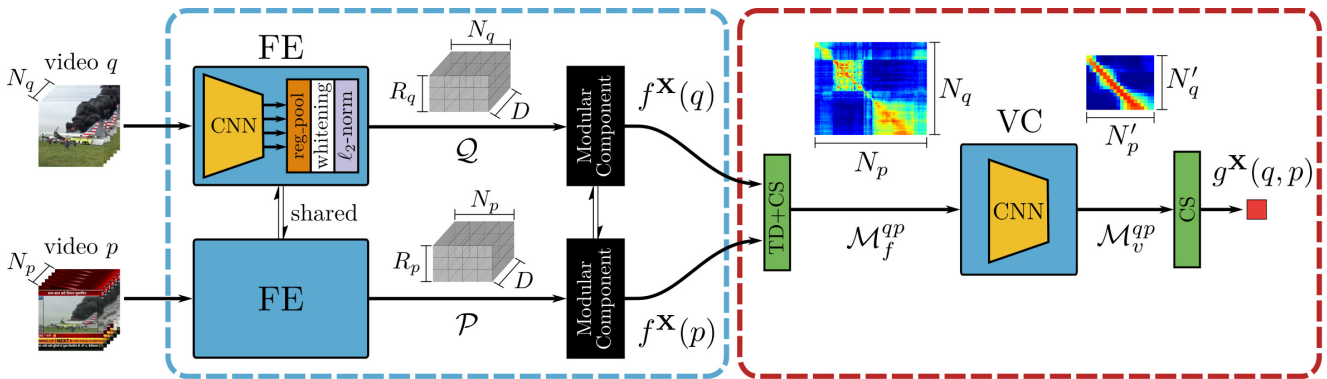 video q
N_q
FE
CNN
reg_pool
whitening
ℓ₂-norm
N_q
R_q
D
𝒬
Modular
Component
f^𝐗(q)
shared
video p
N_p
FE
N_p
R_p
D
𝒫
Modular
Component
f^𝐗(p)
TD+CS
N_q
N_p
ℳ_f^{qp}
VC
CNN
N'_q
N'_p
ℳ_v^{qp}
CS
g^𝐗(q, p)
NEXT